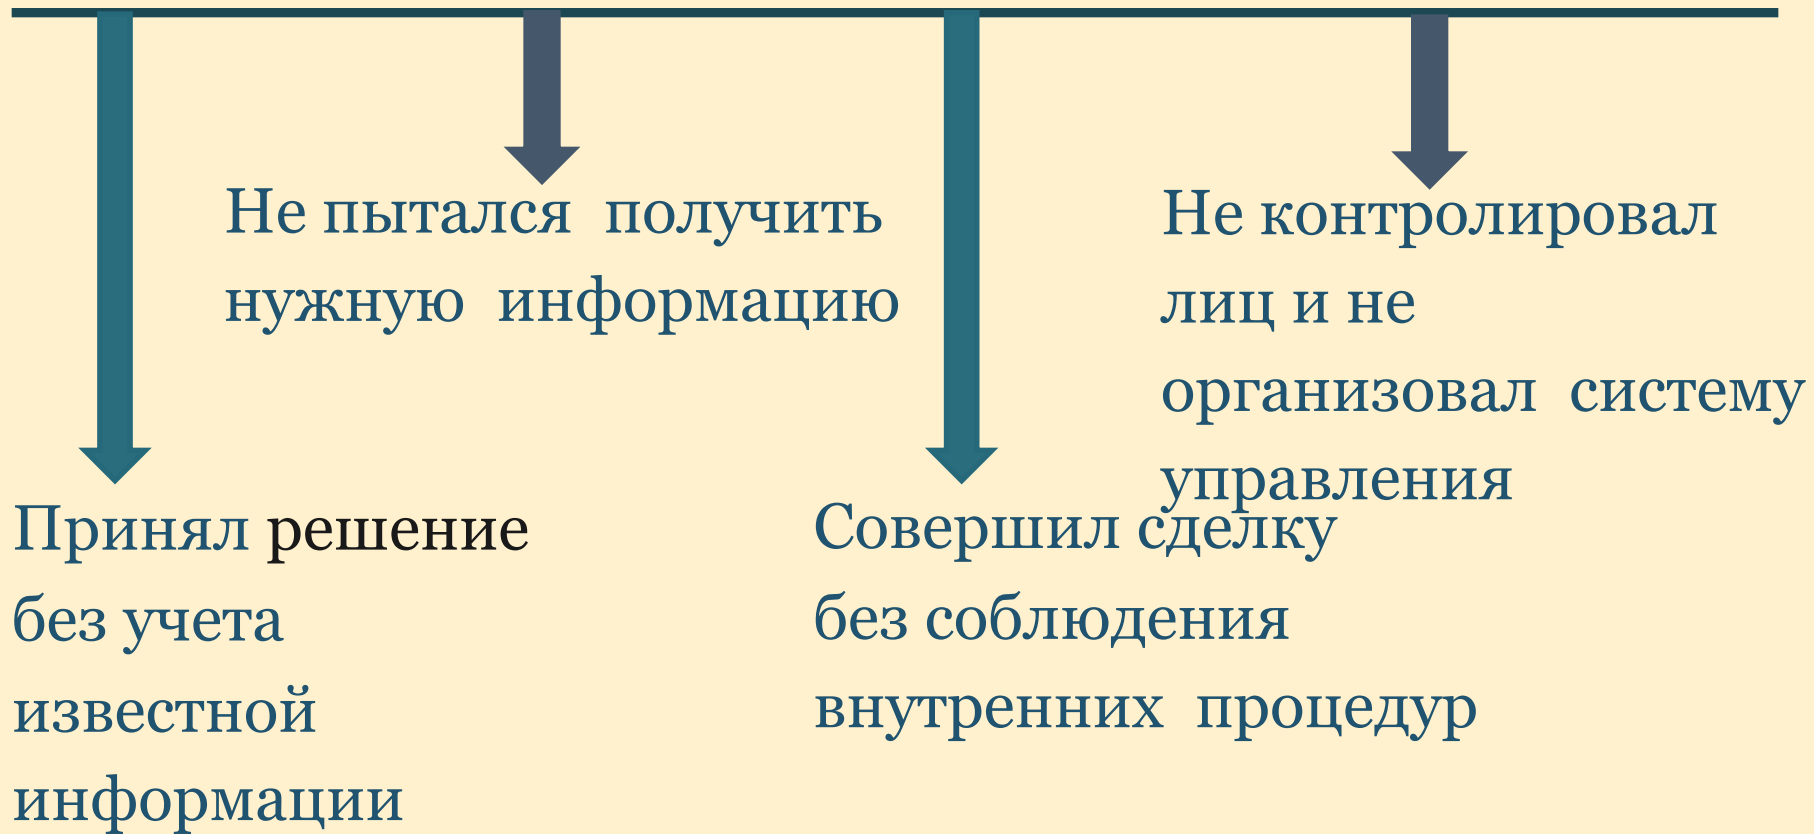 Не пытался получить
нужную информацию
Не контролировал
лиц и не
организовал систему
управления
Принял решение
без учета
известной
информации
Совершил сделку
без соблюдения
внутренних процедур